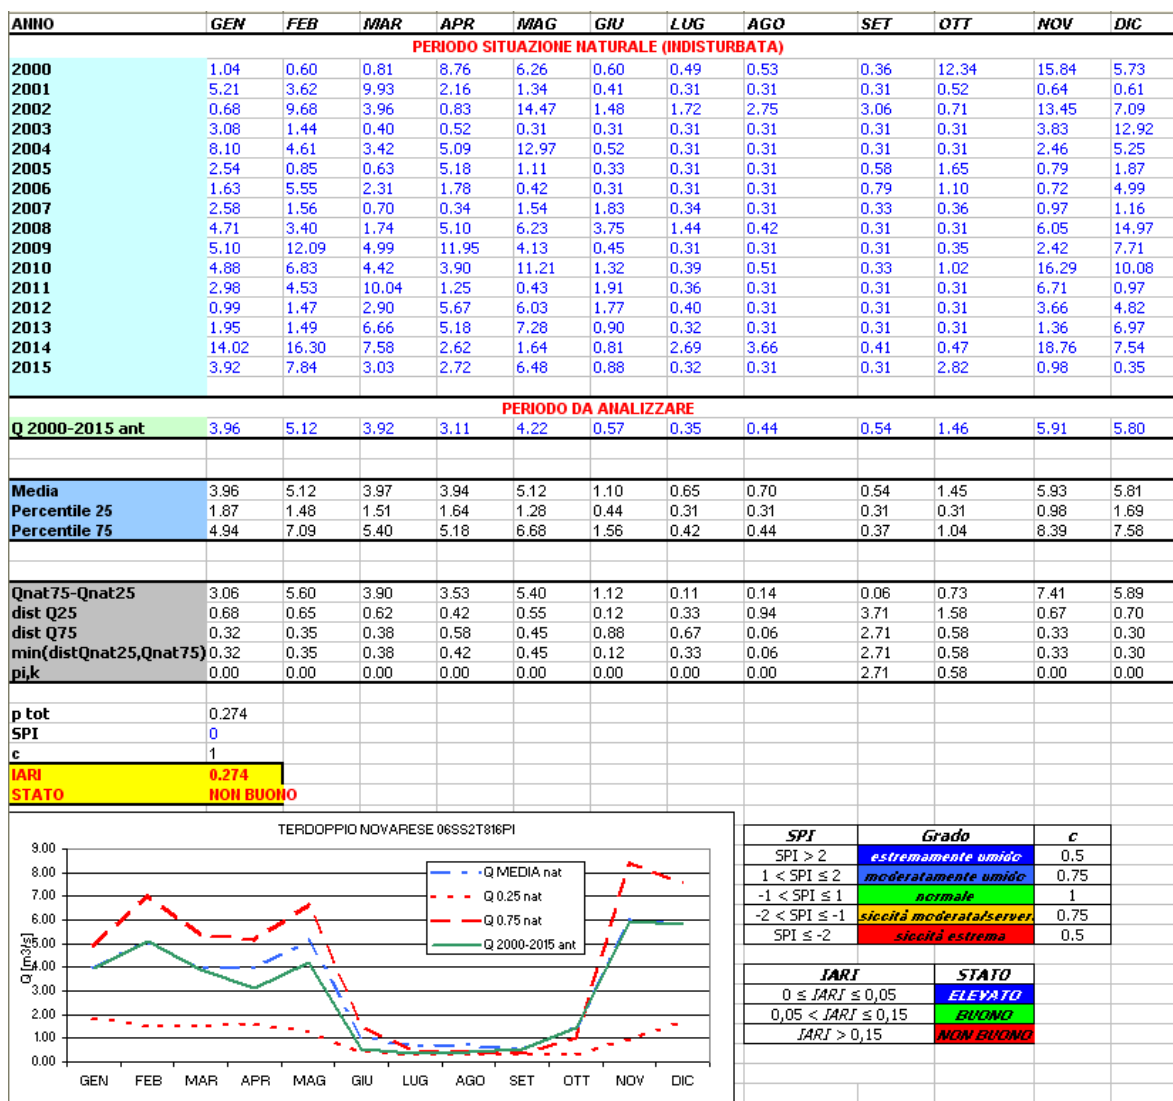 ANNO GEN FEB MAR APR MAG GIU LUG AGO SET OTT NOV DIC
PERIODO SITUAZIONE NATURALE (INDISTURBATA)
2000 1.04 0.60 0.81 8.76 6.26 0.60 0.49 0.53 0.36 12.34 15.84 5.73
2001 5.21 3.62 9.93 2.16 1.34 0.41 0.31 0.31 0.31 0.52 0.64 0.61
2002 0.68 9.68 3.96 0.83 14.47 1.48 1.72 2.75 3.06 0.71 13.45 7.09
2003 3.08 1.44 0.40 0.52 0.31 0.31 0.31 0.31 0.31 0.31 3.83 12.92
2004 8.10 4.61 3.42 5.09 12.97 0.52 0.31 0.31 0.31 0.31 2.46 5.25
2005 2.54 0.85 0.63 5.18 1.11 0.33 0.31 0.31 0.58 1.65 0.79 1.87
2006 1.63 5.55 2.31 1.78 0.42 0.31 0.31 0.31 0.79 1.10 0.72 4.99
2007 2.58 1.56 0.70 0.34 1.54 1.83 0.34 0.31 0.33 0.36 0.97 1.16
2008 4.71 3.40 1.74 5.10 6.23 3.75 1.44 0.42 0.31 0.31 6.05 14.97
2009 5.10 12.09 4.99 11.95 4.13 0.45 0.31 0.31 0.31 0.35 2.42 7.71
2010 4.88 6.83 4.42 3.90 11.21 1.32 0.39 0.51 0.33 1.02 16.29 10.08
2011 2.98 4.53 10.04 1.25 0.43 1.91 0.36 0.31 0.31 0.31 6.71 0.97
2012 0.99 1.47 2.90 5.67 6.03 1.77 0.40 0.31 0.31 0.31 3.66 4.82
2013 1.95 1.49 6.66 5.18 7.28 0.90 0.32 0.31 0.31 0.31 1.36 6.97
2014 14.02 16.30 7.58 2.62 1.64 0.81 2.69 3.66 0.41 0.47 18.76 7.54
2015 3.92 7.84 3.03 2.72 6.48 0.88 0.32 0.31 0.31 2.82 0.98 0.35
PERIODO DA ANALIZZARE
Q 2000-2015 ant 3.96 5.12 3.92 3.11 4.22 0.57 0.35 0.44 0.54 1.46 5.91 5.80
Media 3.96 5.12 3.97 3.94 5.12 1.10 0.65 0.70 0.54 1.45 5.93 5.81
Percentile 25 1.87 1.48 1.51 1.64 1.28 0.44 0.31 0.31 0.31 0.31 0.98 1.69
Percentile 75 4.94 7.09 5.40 5.18 6.68 1.56 0.42 0.44 0.37 1.04 8.39 7.58
Qnat75-Qnat25 3.06 5.60 3.90 3.53 5.40 1.12 0.11 0.14 0.06 0.73 7.41 5.89
dist Q25 0.68 0.65 0.62 0.42 0.55 0.12 0.33 0.94 3.71 1.58 0.67 0.70
dist Q75 0.32 0.35 0.38 0.58 0.45 0.88 0.67 0.06 2.71 0.58 0.33 0.30
min(distQnat25,Qnat75) 0.32 0.35 0.38 0.42 0.45 0.12 0.33 0.06 2.71 0.58 0.33 0.30
pi,k 0.00 0.00 0.00 0.00 0.00 0.00 0.00 0.00 2.71 0.58 0.00 0.00
p tot 0.274
SPI 0
c 1
IARI 0.274
STATO NON BUONO
TERDOPPIO NOVARESE 06SS2T816PI
Q [m3/s]
9.00
8.00
7.00
6.00
5.00
4.00
3.00
2.00
1.00
0.00
Q MEDIA nat
Q 0.25 nat
Q 0.75 nat
Q 2000-2015 ant
GEN FEB MAR APR MAG GIU LUG AGO SET OTT NOV DIC
SPI Grado c
SPI > 2 estremamente umido 0.5
1 < SPI ≤ 2 moderatamente umido 0.75
-1 < SPI ≤ 1 normale 1
-2 < SPI ≤ -1 siccità moderata/server. 0.75
SPI ≤ -2 siccità estrema 0.5
IARI STATO
0 ≤ IARI ≤ 0,05 ELEVATO
0,05 < IARI ≤ 0,15 BUONO
IARI > 0,15 NON BUONO